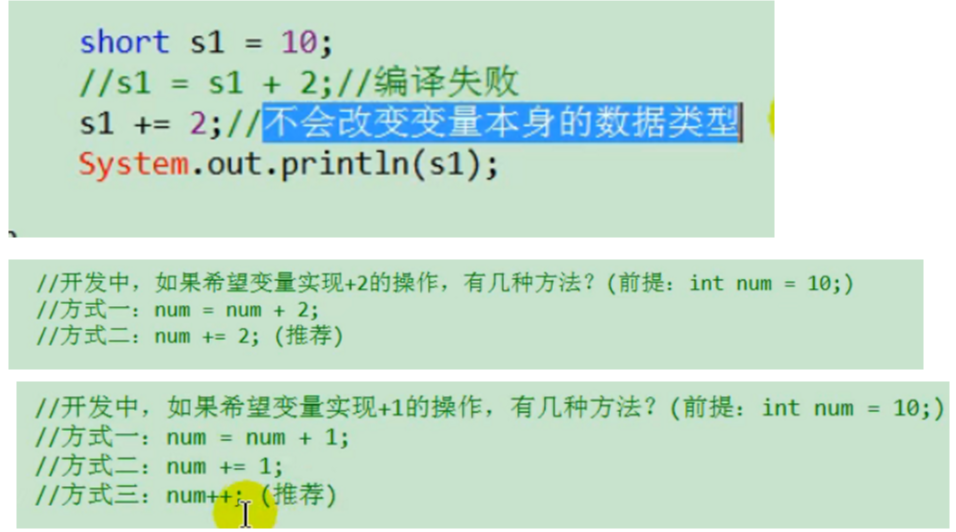 short s1 = 10;
//s1 = s1 + 2;//编译失败
s1 += 2;//不会改变变量本身的数据类型
System.out.println(s1);
//开发中，如果希望变量实现+2的操作，有几种方法？(前提：int num = 10;)
//方式一：num = num + 2;
//方式二：num += 2; (推荐)
//开发中，如果希望变量实现+1的操作，有几种方法？(前提：int num = 10;)
//方式一：num = num + 1;
//方式二：num += 1;
//方式三：num++; (推荐)